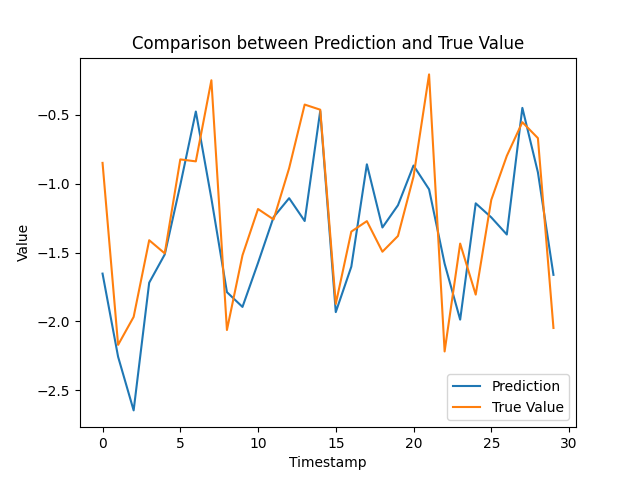 Comparison between Prediction and True Value
Value
−0.5
−1.0
−1.5
−2.0
−2.5
0 5 10 15 20 25 30
Timestamp
Prediction
True Value